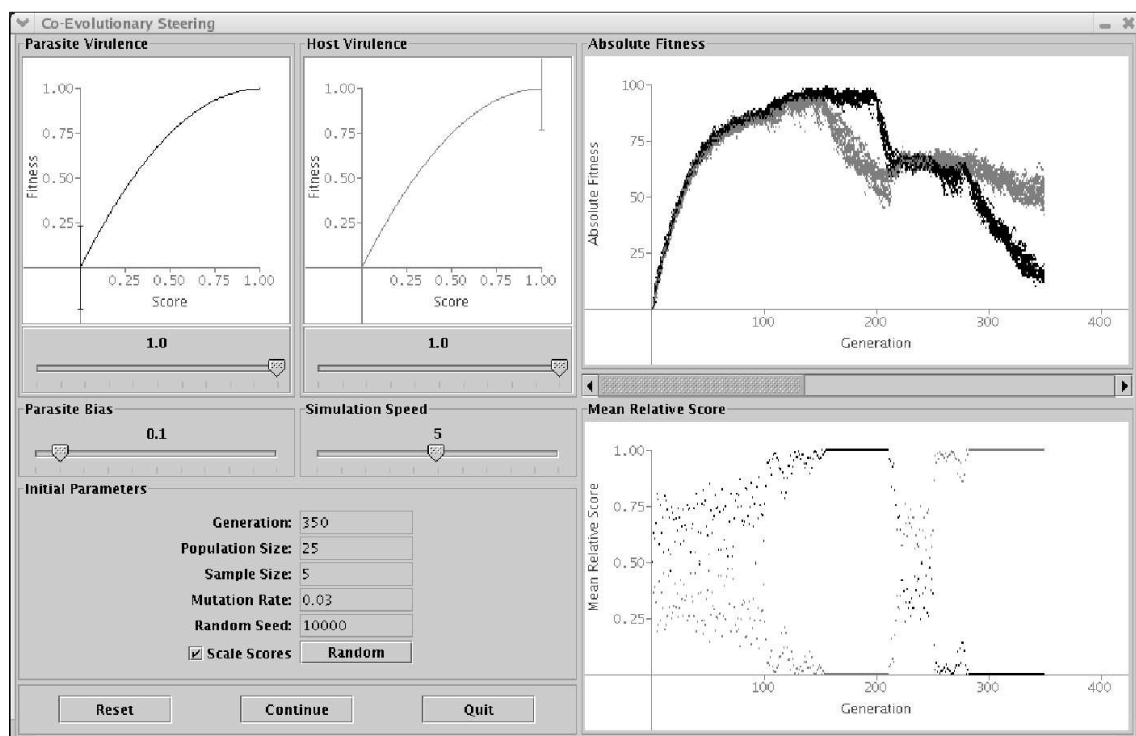 Co-Evolutionary Steering
Parasite Virulence
1.00
0.75
0.50
0.25
Fitness
0.25 0.50 0.75 1.00
Score
1.0
Host Virulence
1.00
0.75
0.50
0.25
Fitness
0.25 0.50 0.75 1.00
Score
1.0
Parasite Bias
0.1
Simulation Speed
5
Initial Parameters
Generation: 350
Population Size: 25
Sample Size: 5
Mutation Rate: 0.03
Random Seed: 10000
Scale Scores Random
Reset Continue Quit
Absolute Fitness
100
75
50
25
Absolute Fitness
100 200 300 400
Generation
Mean Relative Score
1.00
0.75
0.50
0.25
Mean Relative Score
100 200 300 400
Generation